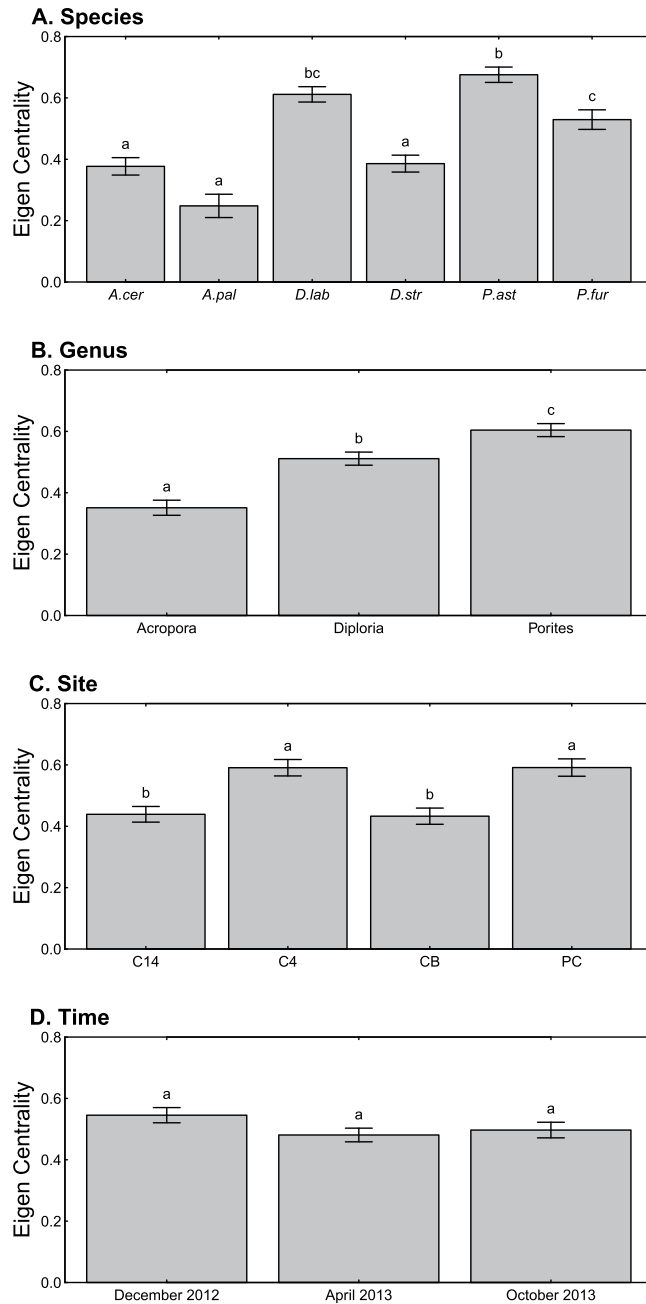 A. Species
Eigen Centrality
0.8
0.6
0.4
0.2
0.0
a
a
bc
a
b
c
A.cer A.pal D.lab D.str P.ast P.fur
B. Genus
Eigen Centrality
0.8
0.6
0.4
0.2
0.0
a
b
c
Acropora Diploria Porites
C. Site
Eigen Centrality
0.8
0.6
0.4
0.2
0.0
b
a
b
a
C14 C4 CB PC
D. Time
Eigen Centrality
0.8
0.6
0.4
0.2
0.0
a
a
a
December 2012 April 2013 October 2013